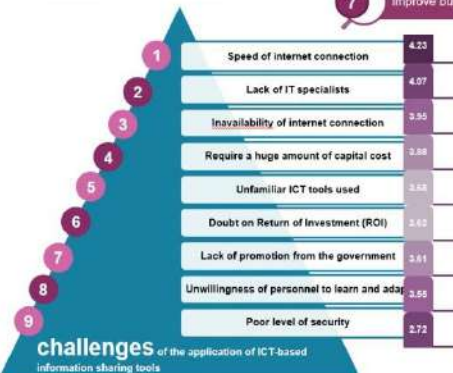 7 Improve bu
1 Speed of internet connection 4.23
2 Lack of IT specialists 4.07
3 Inavailability of internet connection 3.95
4 Require a huge amount of capital cost
5 Unfamiliar ICT tools used 3.68
6 Doubt on Return of Investment (ROI)
7 Lack of promotion from the government 3.61
8 Unwillingness of personnel to learn and adap 3.55
9 Poor level of security 2.72
challenges of the application of ICT-based
information sharing tools